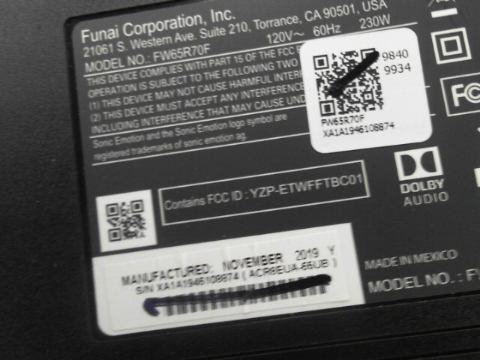 Funai Corporation, Inc.
21061 S. Western Ave. Suite 210, Torrance, CA 90501, USA
MODEL NO.: FW65R70F 120V~ 60Hz 230W
THIS DEVICE COMPLIES WITH PART 15 OF THE FCC
OPERATION IS SUBJECT TO THE FOLLOWING TWO
(1) THIS DEVICE MAY NOT CAUSE HARMFUL
(2) THIS DEVICE MUST ACCEPT ANY INTERFERENCE
INCLUDING INTERFERENCE THAT MAY CAUSE UND
Sonic Emotion and the Sonic Emotion logo symbol are
registered trademarks of sonic emotion ag.
9840
9934
FW65R70F
XA1A1946108874
FC
Contains FCC ID : YZP-ETWFFTBC01
DOLBY
AUDIO
MANUFACTURED: NOVEMBER 2019 Y
S/N XA1A1946108874 ( ACR8EUA-66UB )
MADE IN MEXICO
MODEL NO.: FW